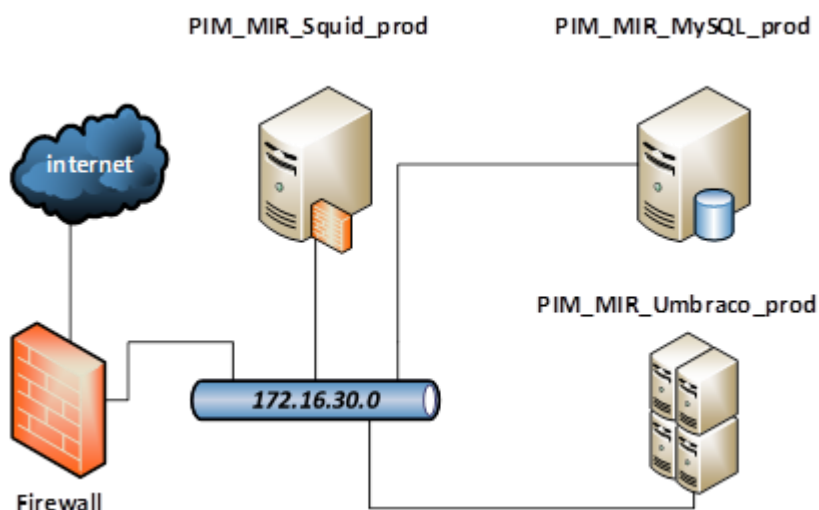 PIM_MIR_Squid_prod
PIM_MIR_MySQL_prod
internet
PIM_MIR_Umbraco_prod
172.16.30.0
Firewall